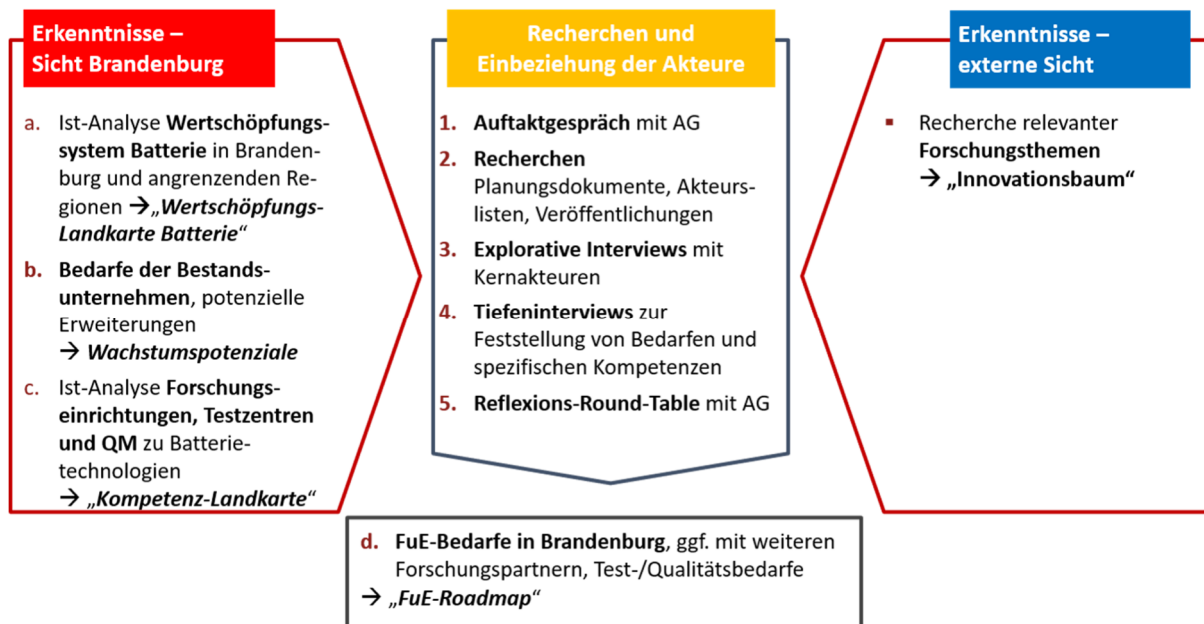 Erkenntnisse –
Sicht Brandenburg
a. Ist-Analyse Wertschöpfungs-
system Batterie in Branden-
burg und angrenzenden Re-
gionen → „Wertschöpfungs-
Landkarte Batterie“
b. Bedarfe der Bestands-
unternehmen, potenzielle
Erweiterungen
→ Wachstumspotenziale
c. Ist-Analyse Forschungs-
einrichtungen, Testzentren
und QM zu Batterie-
technologien
→ „Kompetenz-Landkarte“
Recherchen und
Einbeziehung der Akteure
1. Auftaktgespräch mit AG
2. Recherchen
Planungsdokumente, Akteurs-
listen, Veröffentlichungen
3. Explorative Interviews mit
Kernakteuren
4. Tiefeninterviews zur
Feststellung von Bedarfen und
spezifischen Kompetenzen
5. Reflexions-Round-Table mit AG
Erkenntnisse –
externe Sicht
▪ Recherche relevanter
Forschungsthemen
→ „Innovationsbaum“
d. FuE-Bedarfe in Brandenburg, ggf. mit weiteren
Forschungspartnern, Test-/Qualitätsbedarfe
→ „FuE-Roadmap“